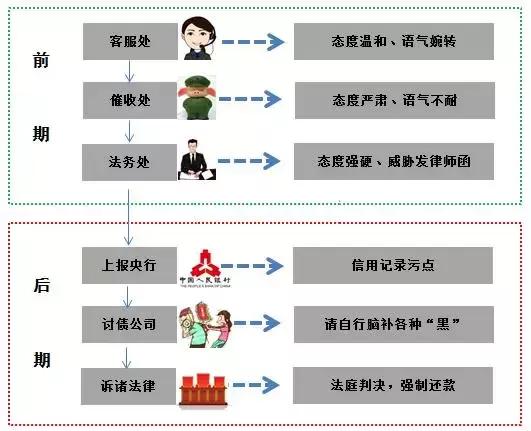 前
期
客服处
态度温和、语气婉转
催收处
态度严肃、语气不耐
法务处
态度强硬、威胁发律师函
后
期
上报央行
中国人民银行
THE PEOPLE'S BANK OF CHINA
信用记录污点
讨债公司
请自行脑补各种“黑”
诉诸法律
法庭判决，强制还款